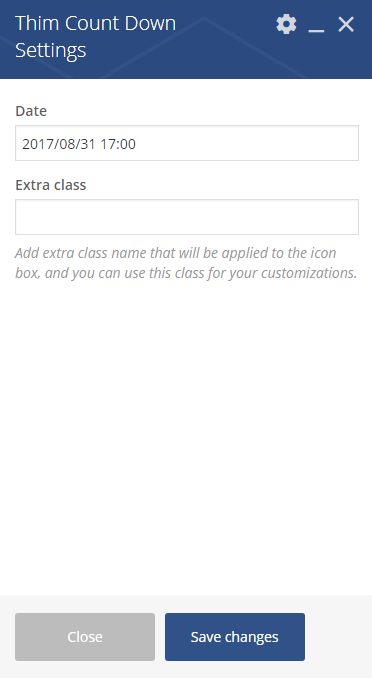 Thim Count Down
Settings
Date
2017/08/31 17:00
Extra class
Add extra class name that will be applied to the icon
box, and you can use this class for your customizations.
Close
Save changes